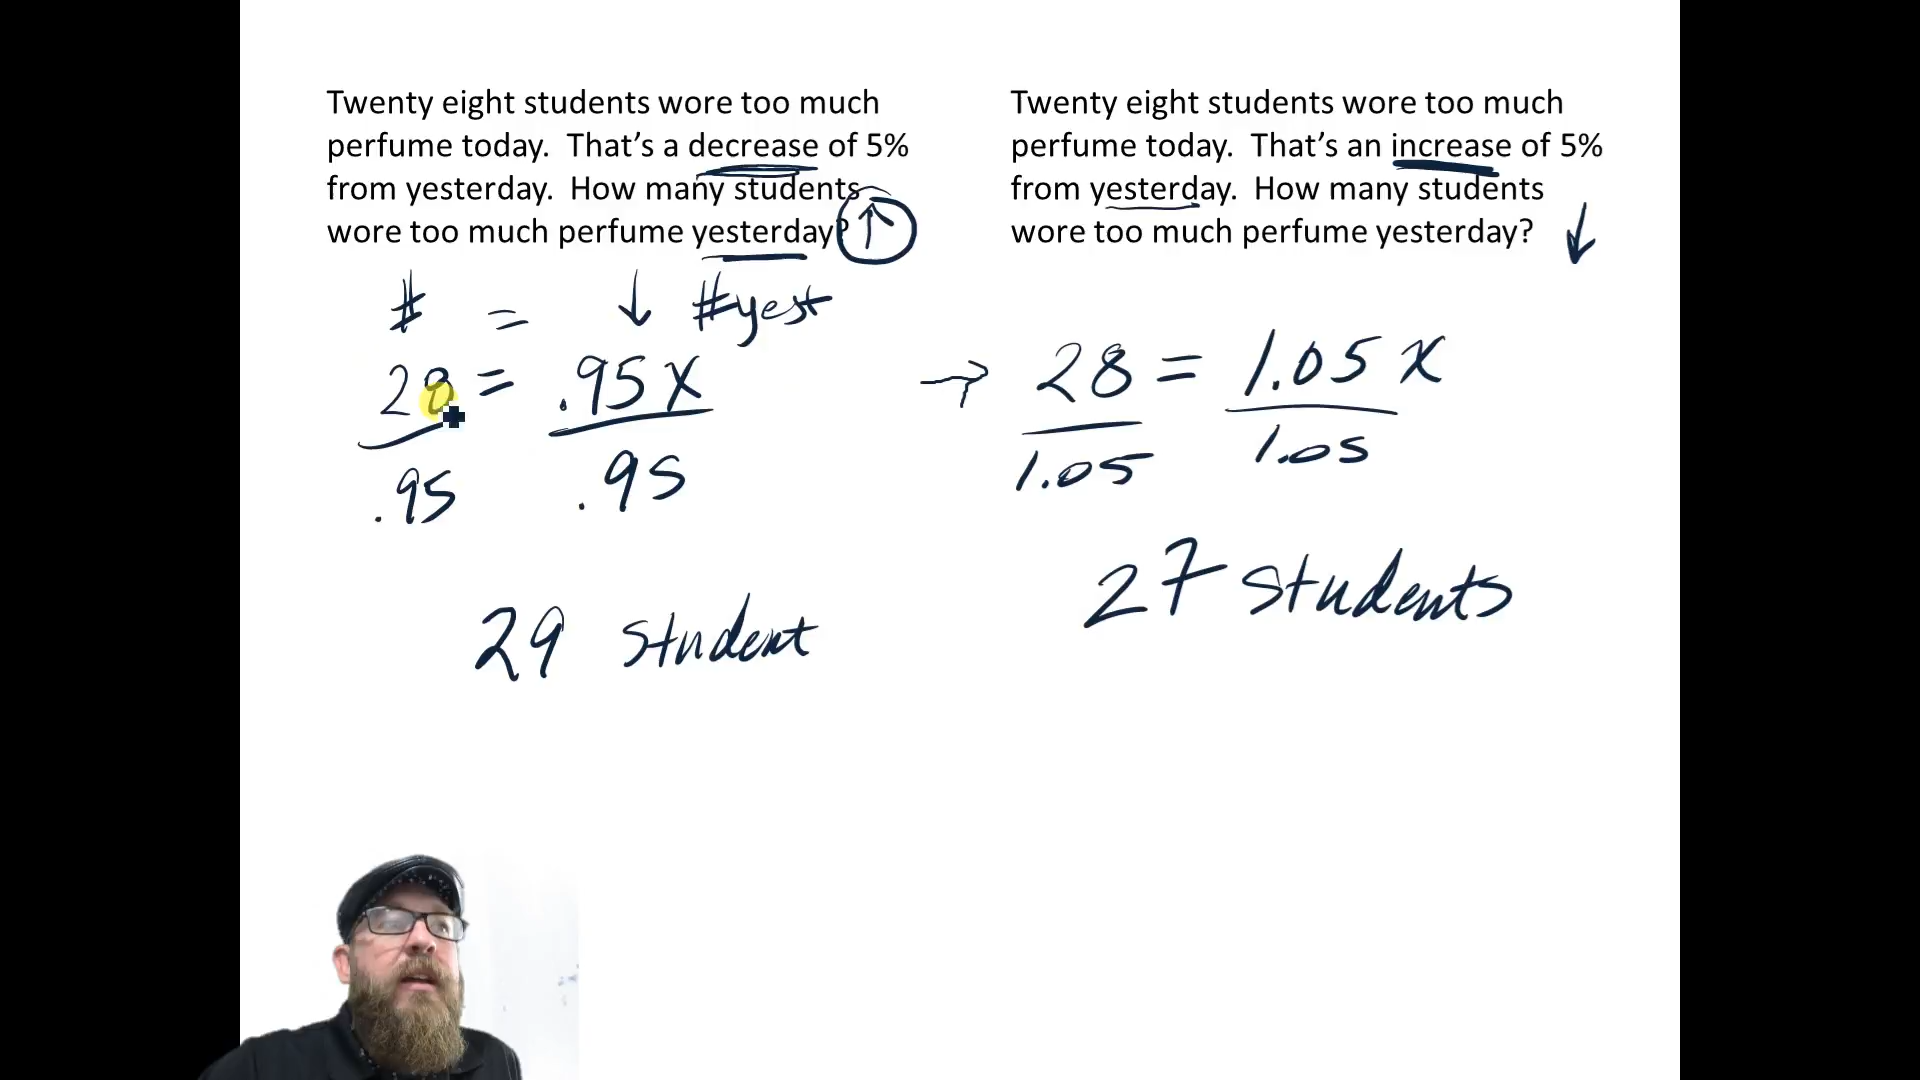 Twenty eight students wore too much
perfume today. That's a decrease of 5%
from yesterday. How many students
wore too much perfume yesterday?
↑
# = ↓ #yest
28 = .95x
.95 .95
29 student
Twenty eight students wore too much
perfume today. That's an increase of 5%
from yesterday. How many students
wore too much perfume yesterday?
↓
→ 28 = 1.05 x
1.05 1.05
27 students